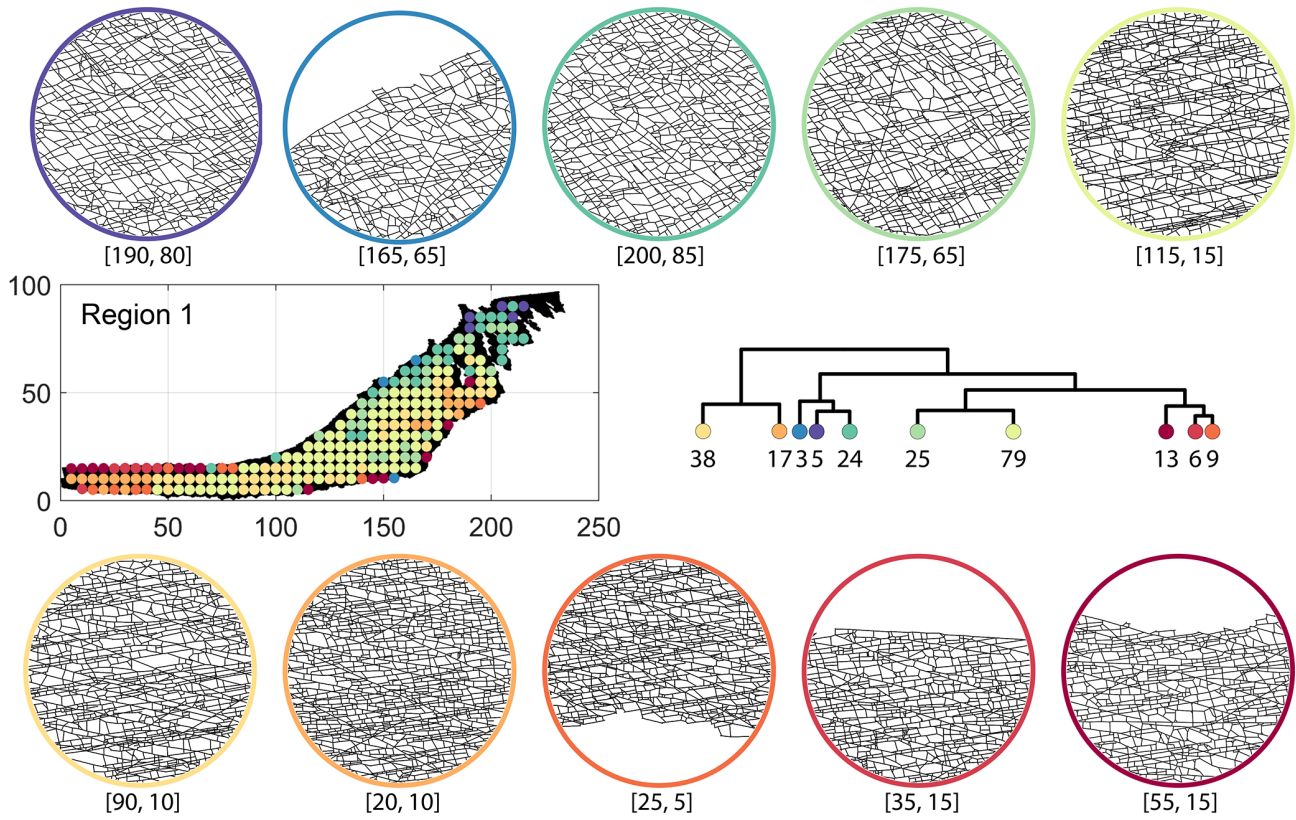 [190, 80] [165, 65] [200, 85] [175, 65] [115, 15]
100
Region 1
50
0
0 50 100 150 200 250
38 17 3 5 24 25 79 13 6 9
[90, 10] [20, 10] [25, 5] [35, 15] [55, 15]